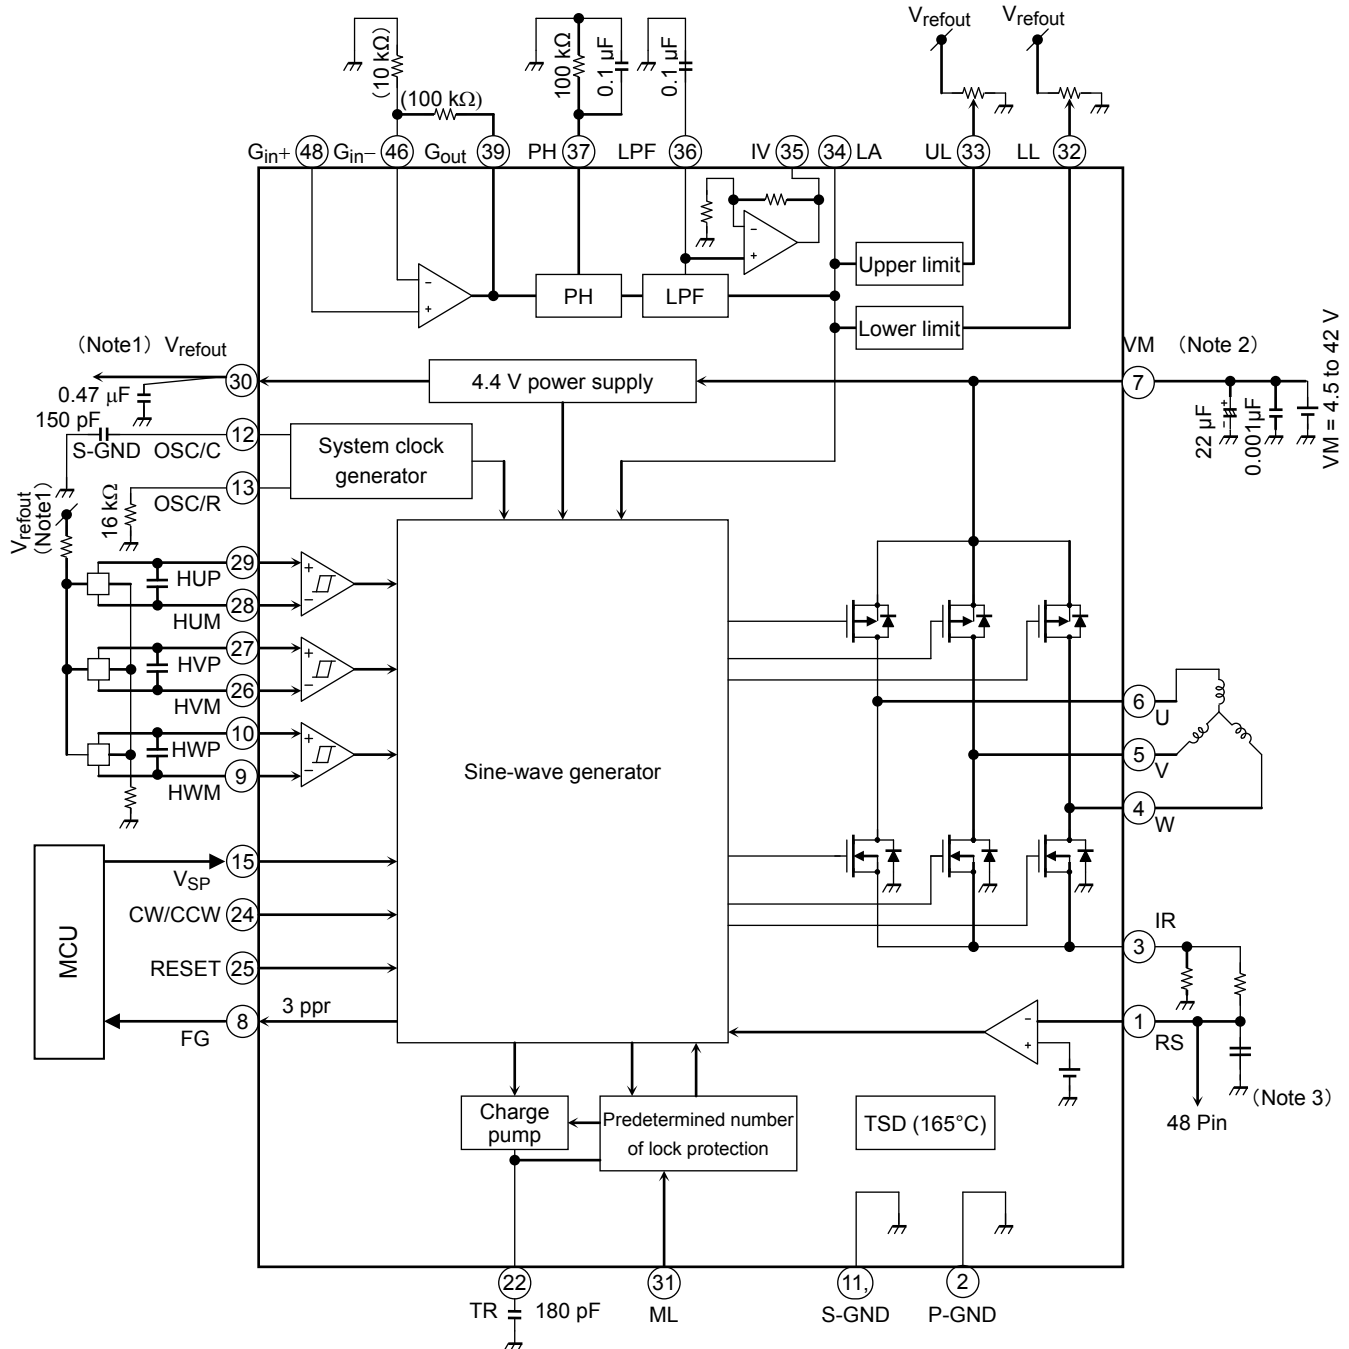 Vrefout Vrefout
(10 kΩ)
(100 kΩ)
100 kΩ
0.1 µF
0.1 µF
Gin+ 48 Gin− 46 Gout 39 PH 37 LPF 36 IV 35 34 LA UL 33 LL 32
− +
− +
PH
LPF
Upper limit
Lower limit
(Note1) Vrefout
30
0.47 µF
4.4 V power supply
VM (Note 2)
7
22 µF
+ -
0.001µF
VM = 4.5 to 42 V
150 pF
S-GND OSC/C
12
System clock
generator
13
OSC/R
16 kΩ
Vrefout
(Note1)
29
HUP
28
HUM
+ −
27
HVP
26
HVM
+ −
10
HWP
9
HWM
+ −
Sine-wave generator
6
U
5
V
4
W
MCU
15
VSP
CW/CCW 24
RESET 25
8
FG
3 ppr
3
IR
1
RS
− +
48 Pin
(Note 3)
Charge
pump
Predetermined number
of lock protection
TSD (165°C)
22
TR
180 pF
31
ML
11,
S-GND
2
P-GND